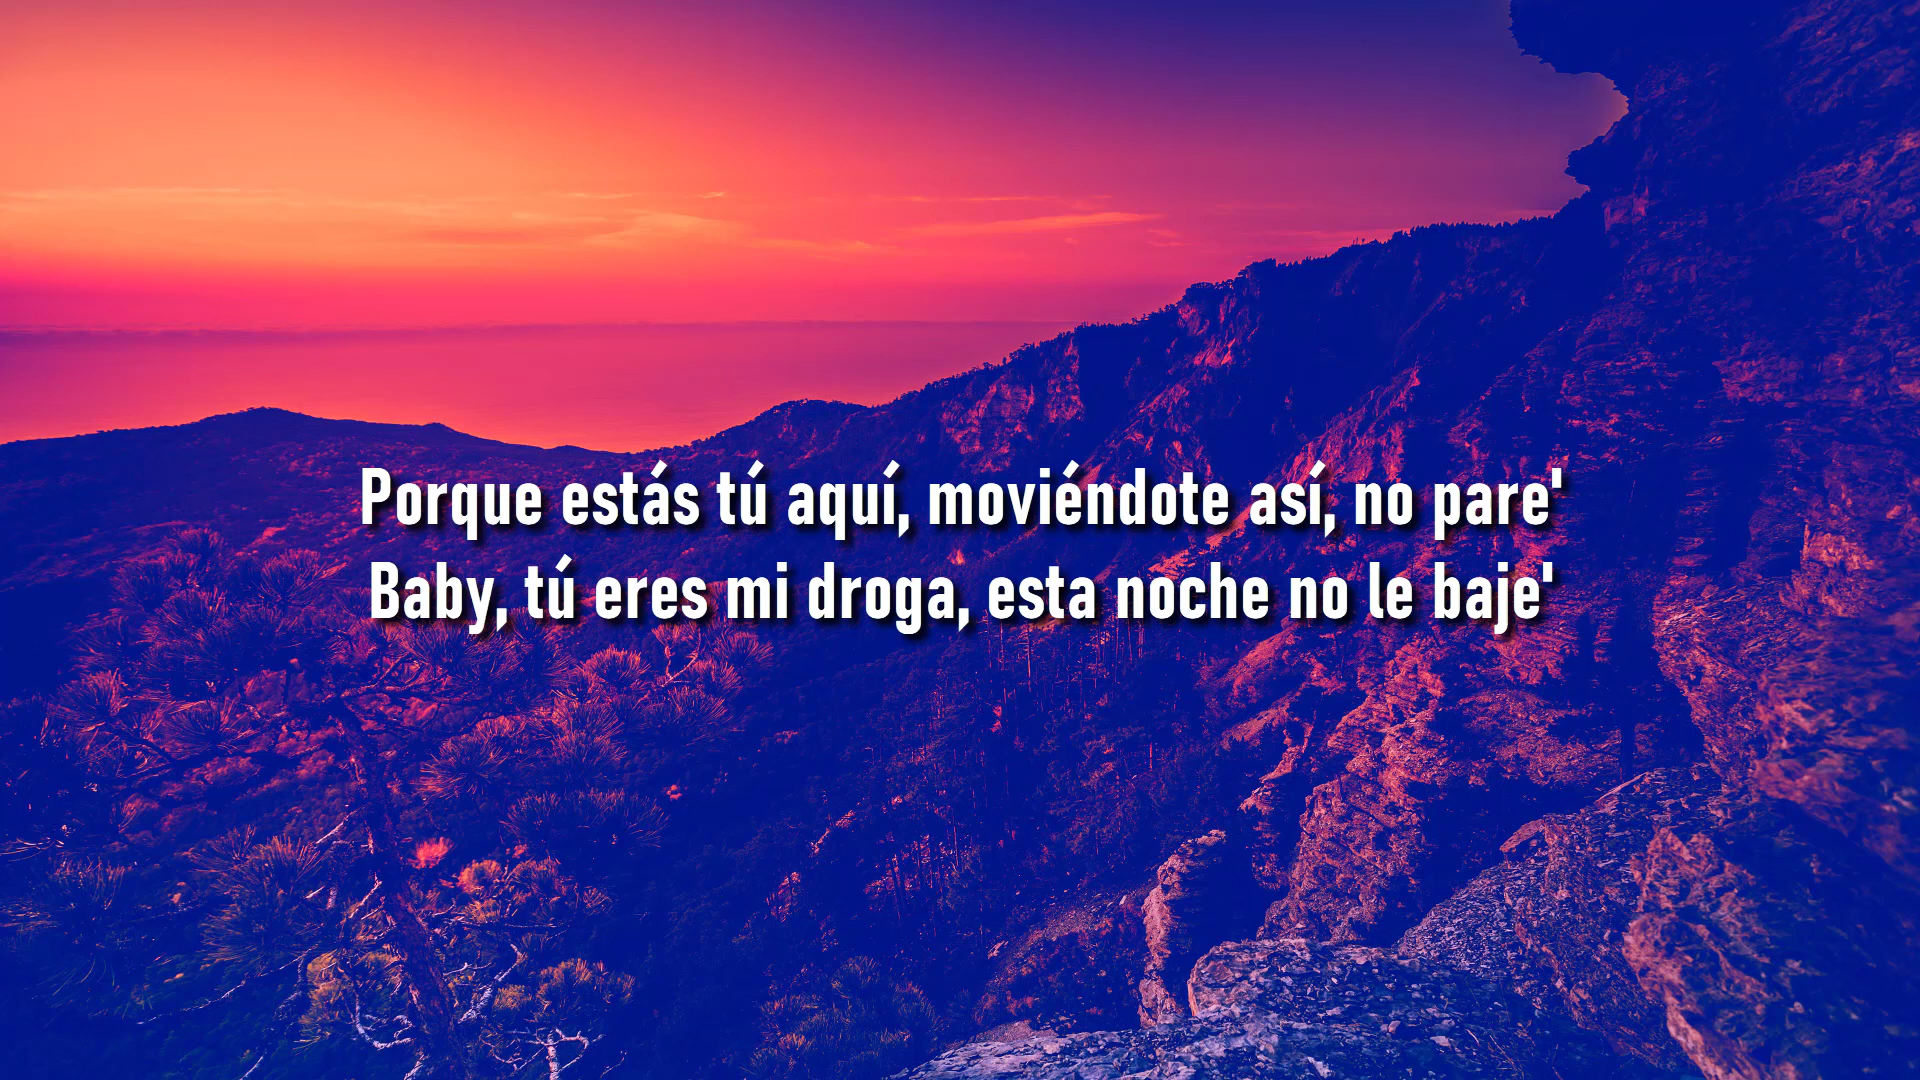 Porque estás tú aquí, moviéndote así, no pare'
Baby, tú eres mi droga, esta noche no le baje'